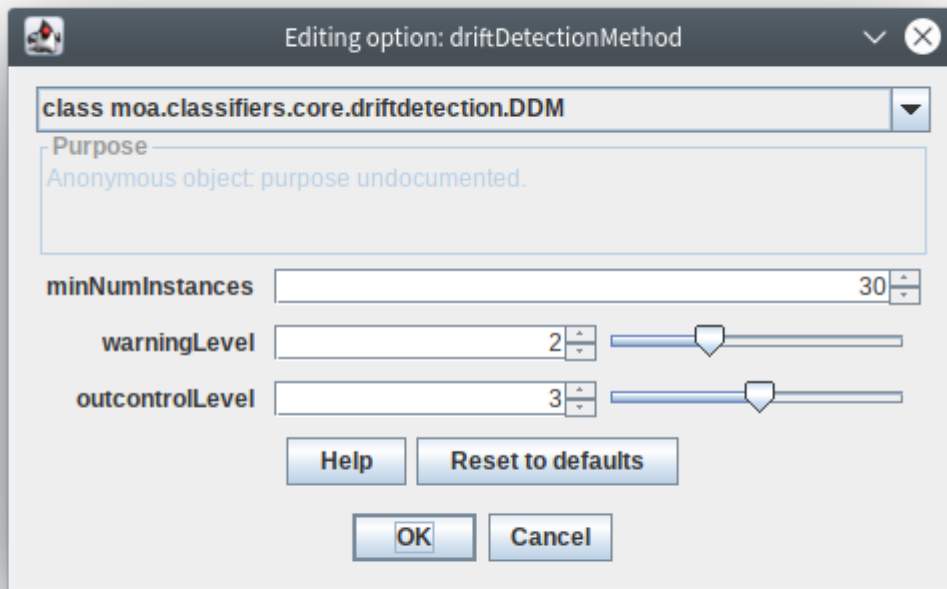 Editing option: driftDetectionMethod
class moa.classifiers.core.driftdetection.DDM
Purpose
Anonymous object: purpose undocumented.
minNumInstances 30
warningLevel 2
outcontrolLevel 3
Help Reset to defaults
OK Cancel